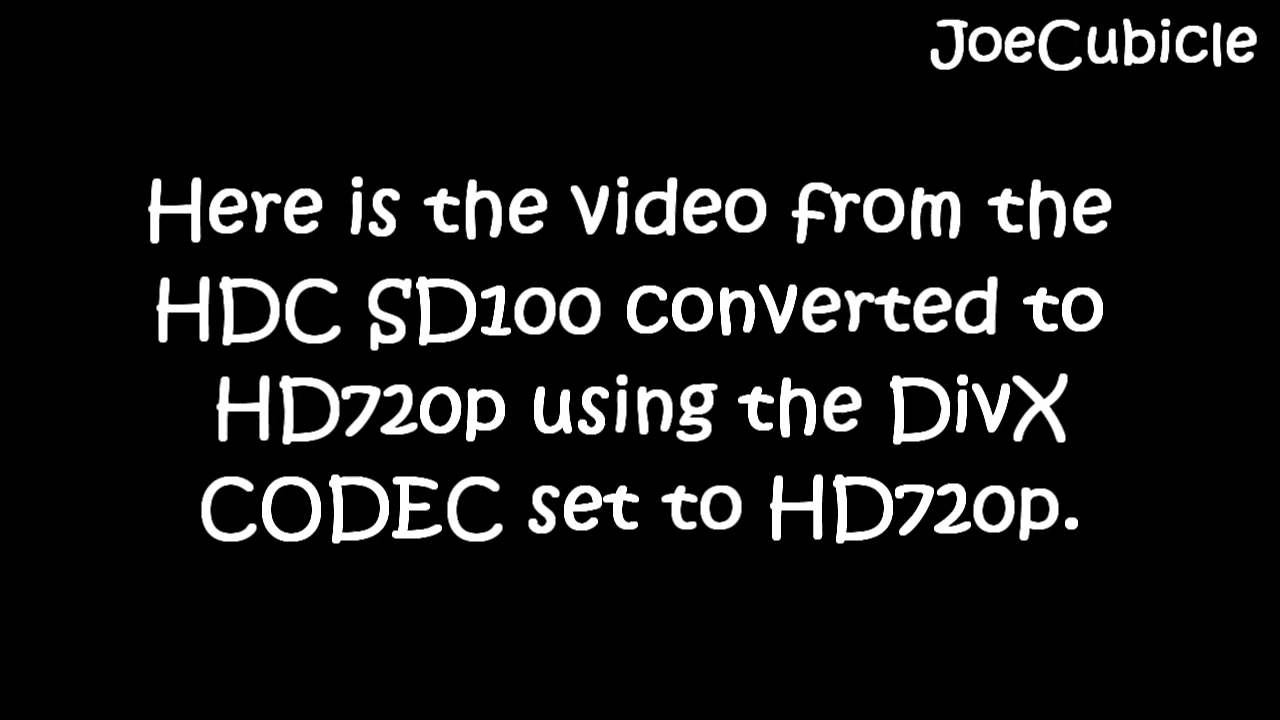 JoeCubicle
Here is the video from the
HDC SD100 converted to
HD720p using the DivX
CODEC set to HD720p.